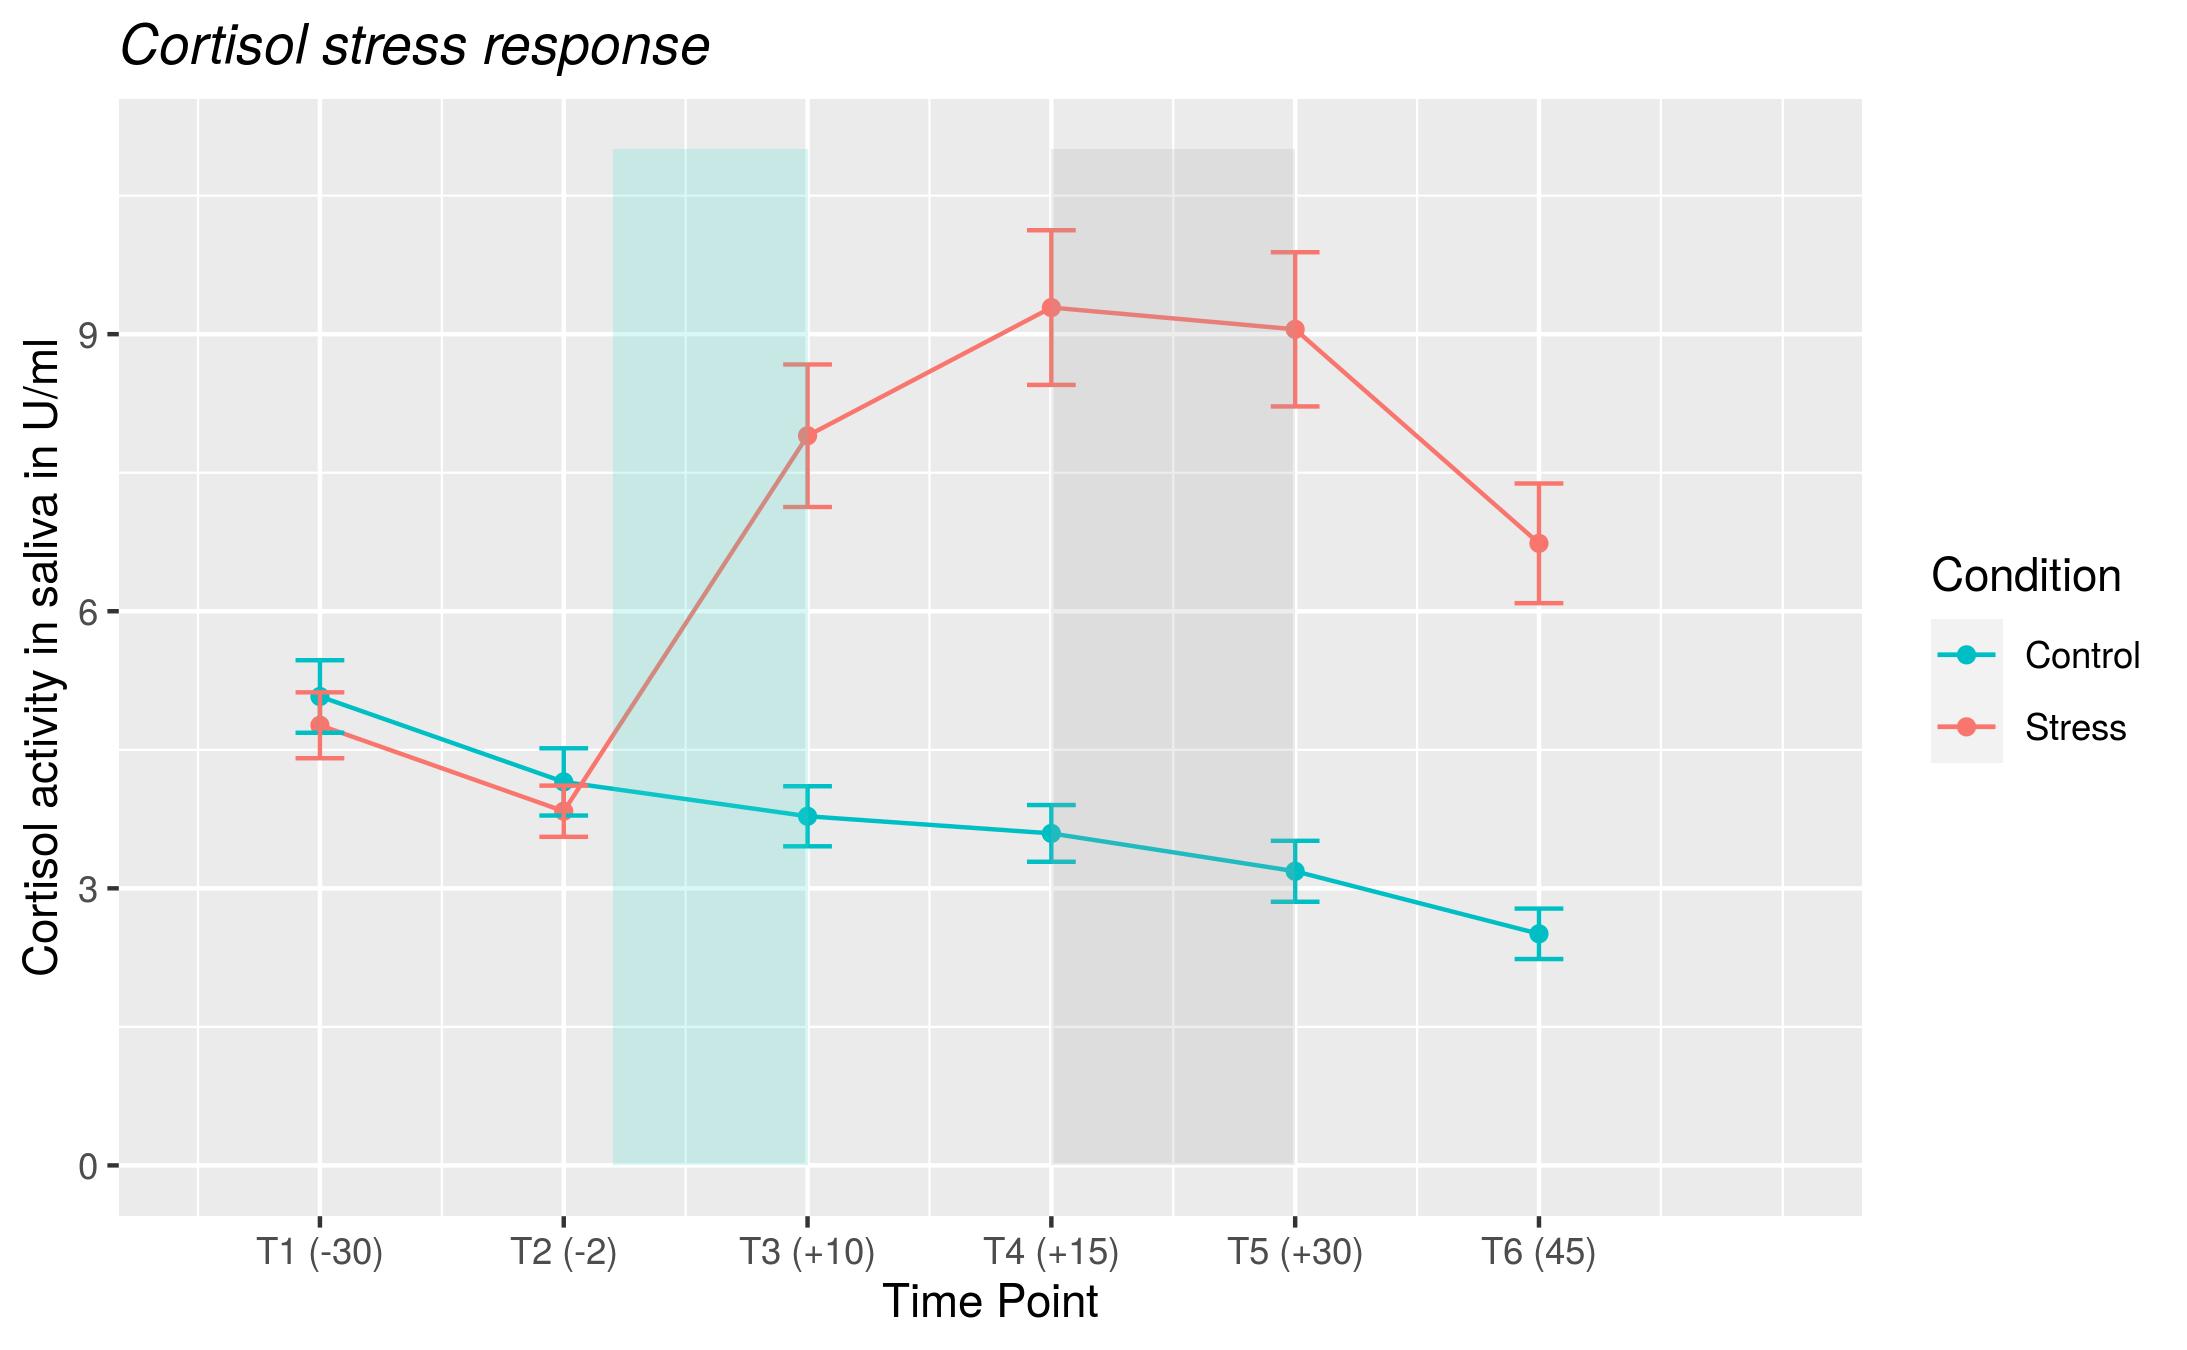 Cortisol stress response
Cortisol activity in saliva in U/ml
9
6
3
0
T1 (-30)
T2 (-2)
T3 (+10)
T4 (+15)
T5 (+30)
T6 (45)
Time Point
Condition
Control
Stress